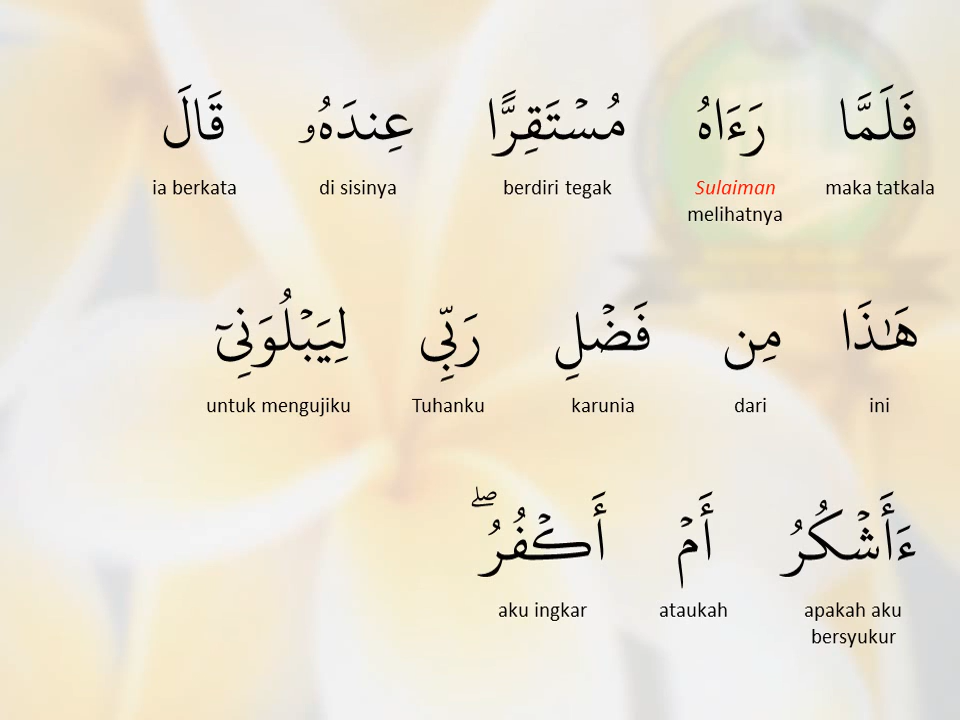 فَلَمَّا رَءَاهُ مُسْتَقِرًّا عِندَهُۥ قَالَ
maka tatkala Sulaiman melihatnya berdiri tegak di sisinya ia berkata
هَـٰذَا مِن فَضْلِ رَبِّى لِيَبْلُوَنِىٓ
ini dari karunia Tuhanku untuk mengujiku
ءَأَشْكُرُ أَمْ أَكْفُرُ ۖ
apakah aku bersyukur ataukah aku ingkar